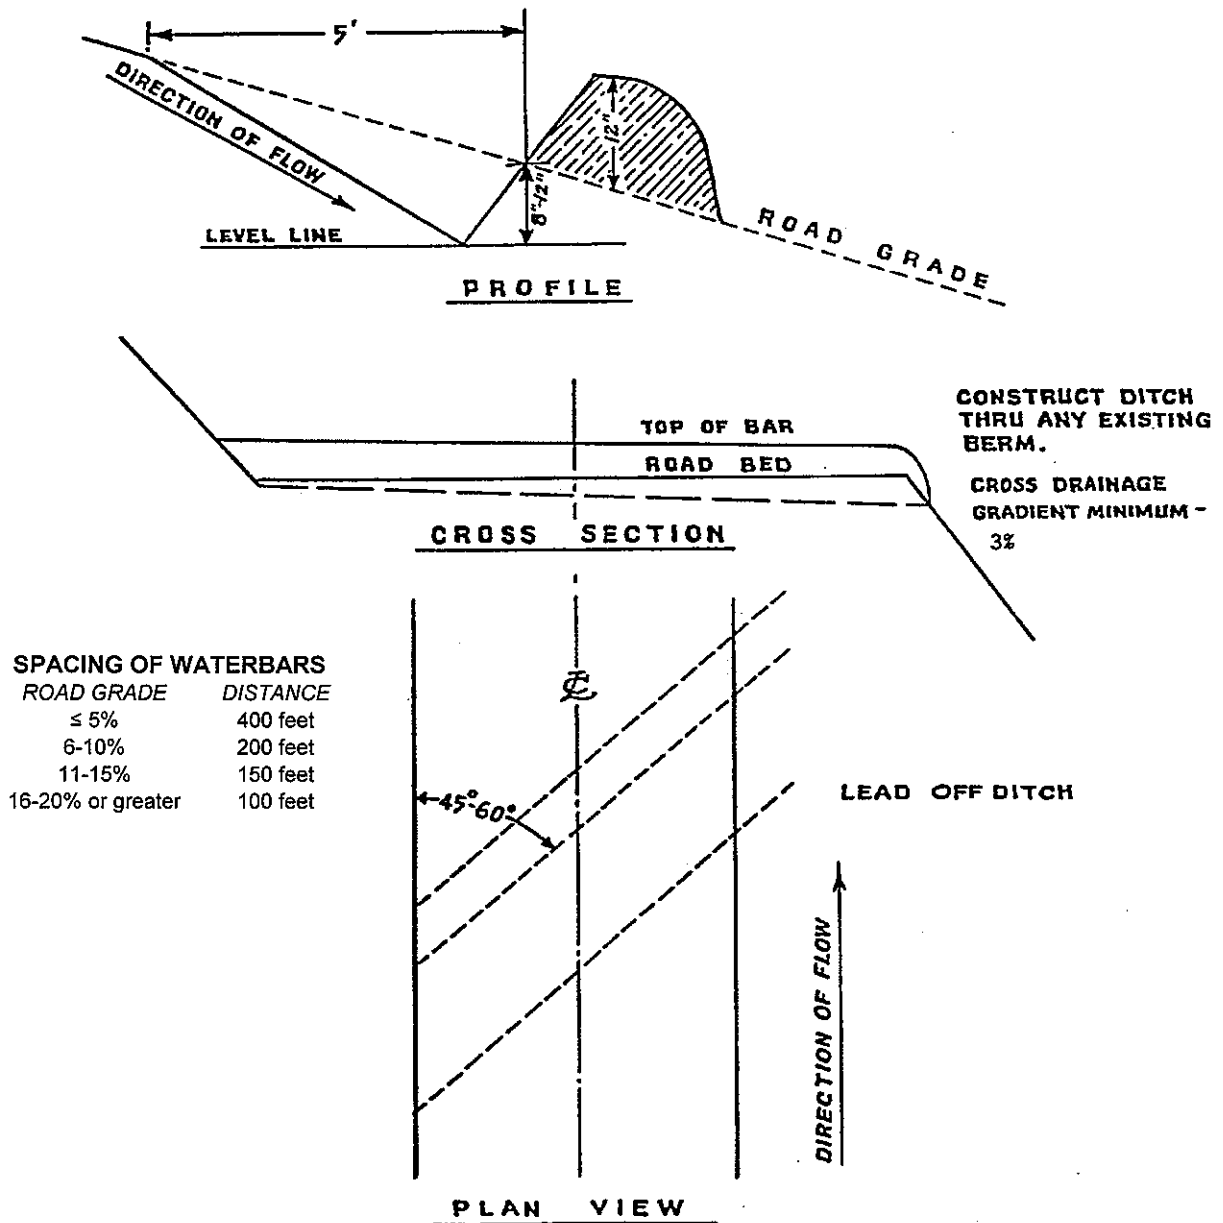 5'
DIRECTION OF FLOW
12"
8"-12"
LEVEL LINE
ROAD GRADE
PROFILE
CONSTRUCT DITCH
THRU ANY EXISTING
BERM.
TOP OF BAR
ROAD BED
CROSS DRAINAGE
GRADIENT MINIMUM -
3%
CROSS SECTION
SPACING OF WATERBARS
ROAD GRADE DISTANCE
≤ 5% 400 feet
6-10% 200 feet
11-15% 150 feet
16-20% or greater 100 feet
℄
45°-60°
LEAD OFF DITCH
DIRECTION OF FLOW
PLAN VIEW